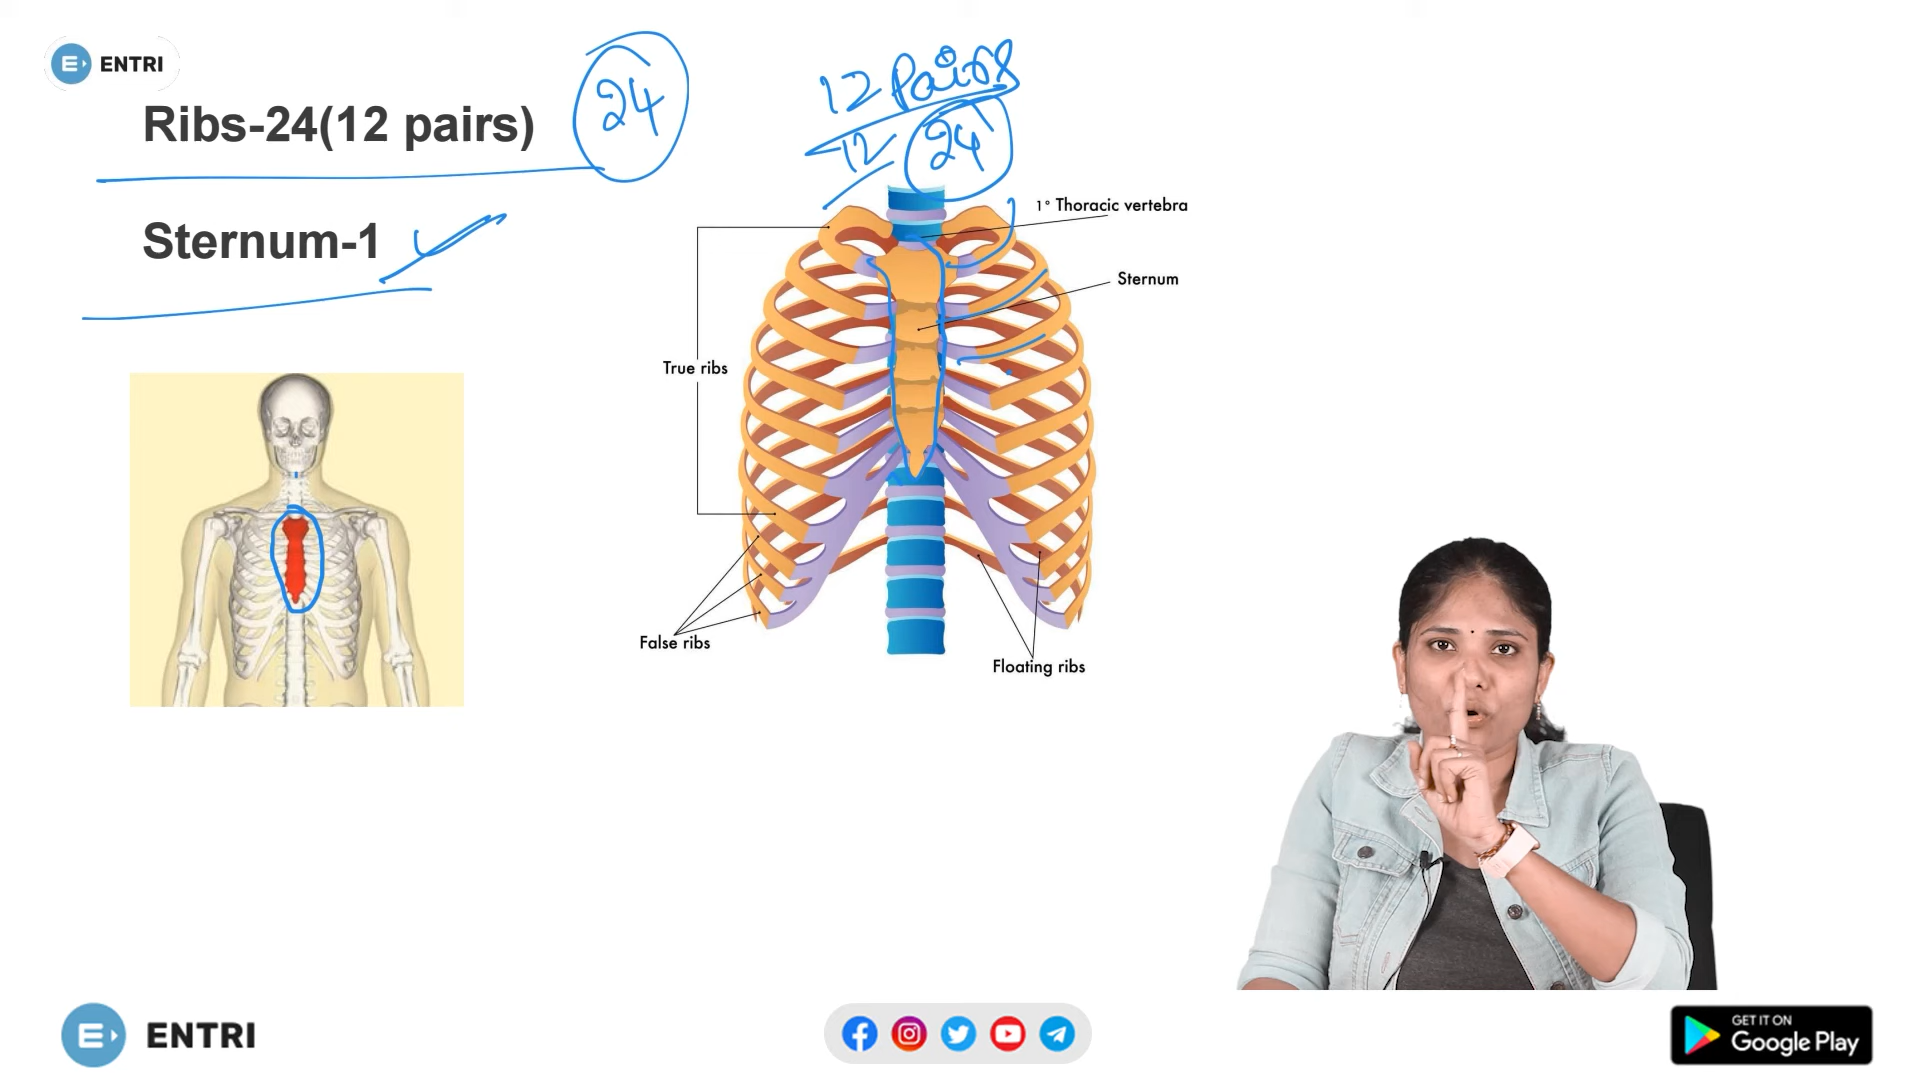 ENTRI
Ribs-24(12 pairs)
24
12 Pairs
12 24
Sternum-1
1° Thoracic vertebra
Sternum
True ribs
False ribs
Floating ribs
ENTRI
GET IT ON
Google Play